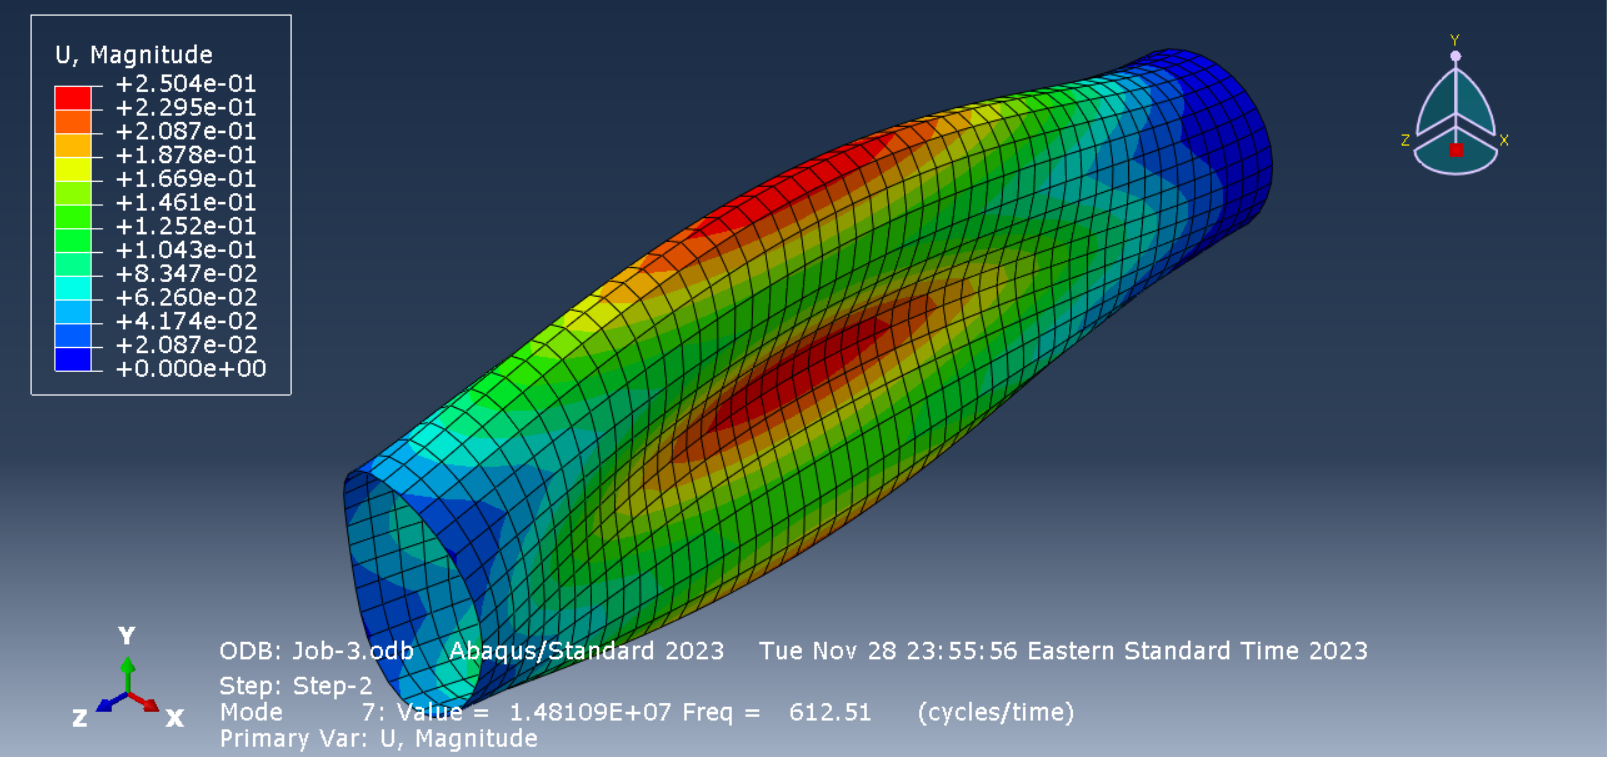 U, Magnitude
+2.504e-01
+2.295e-01
+2.087e-01
+1.878e-01
+1.669e-01
+1.461e-01
+1.252e-01
+1.043e-01
+8.347e-02
+6.260e-02
+4.174e-02
+2.087e-02
+0.000e+00
Y
Z
X
Y
Z
X
ODB: Job-3.odb Abaqus/Standard 2023 Tue Nov 28 23:55:56 Eastern Standard Time 2023
Step: Step-2
Mode 7: Value = 1.48109E+07 Freq = 612.51 (cycles/time)
Primary Var: U, Magnitude